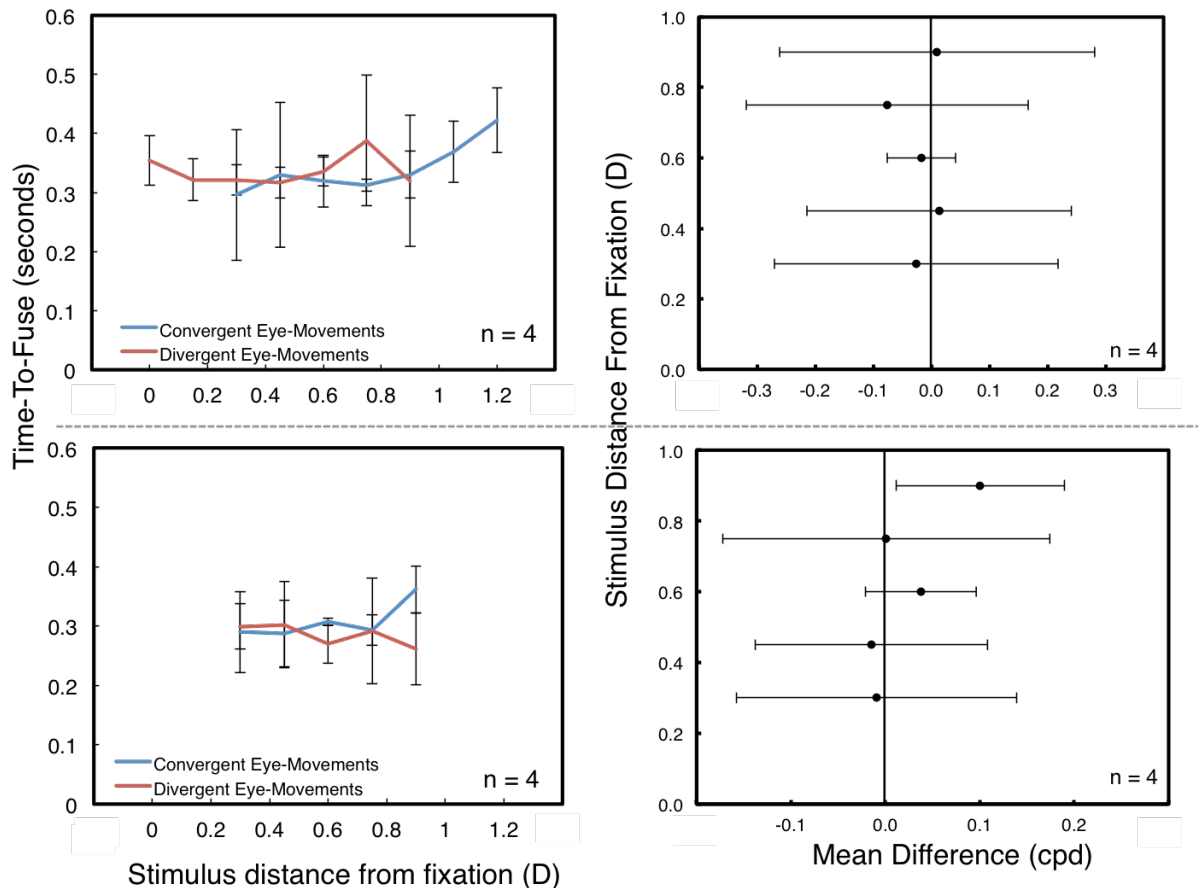 Time-To-Fuse (seconds)
0.6
0.5
0.4
0.3
0.2
0.1
0
Convergent Eye-Movements
Divergent Eye-Movements
n = 4
0 0.2 0.4 0.6 0.8 1 1.2
Stimulus Distance From Fixation (D)
1.0
0.8
0.6
0.4
0.2
0.0
n = 4
-0.3 -0.2 -0.1 0.0 0.1 0.2 0.3
0.6
0.5
0.4
0.3
0.2
0.1
0
Convergent Eye-Movements
Divergent Eye-Movements
n = 4
0 0.2 0.4 0.6 0.8 1 1.2
Stimulus distance from fixation (D)
1.0
0.8
0.6
0.4
0.2
0.0
n = 4
-0.1 0.0 0.1 0.2
Mean Difference (cpd)